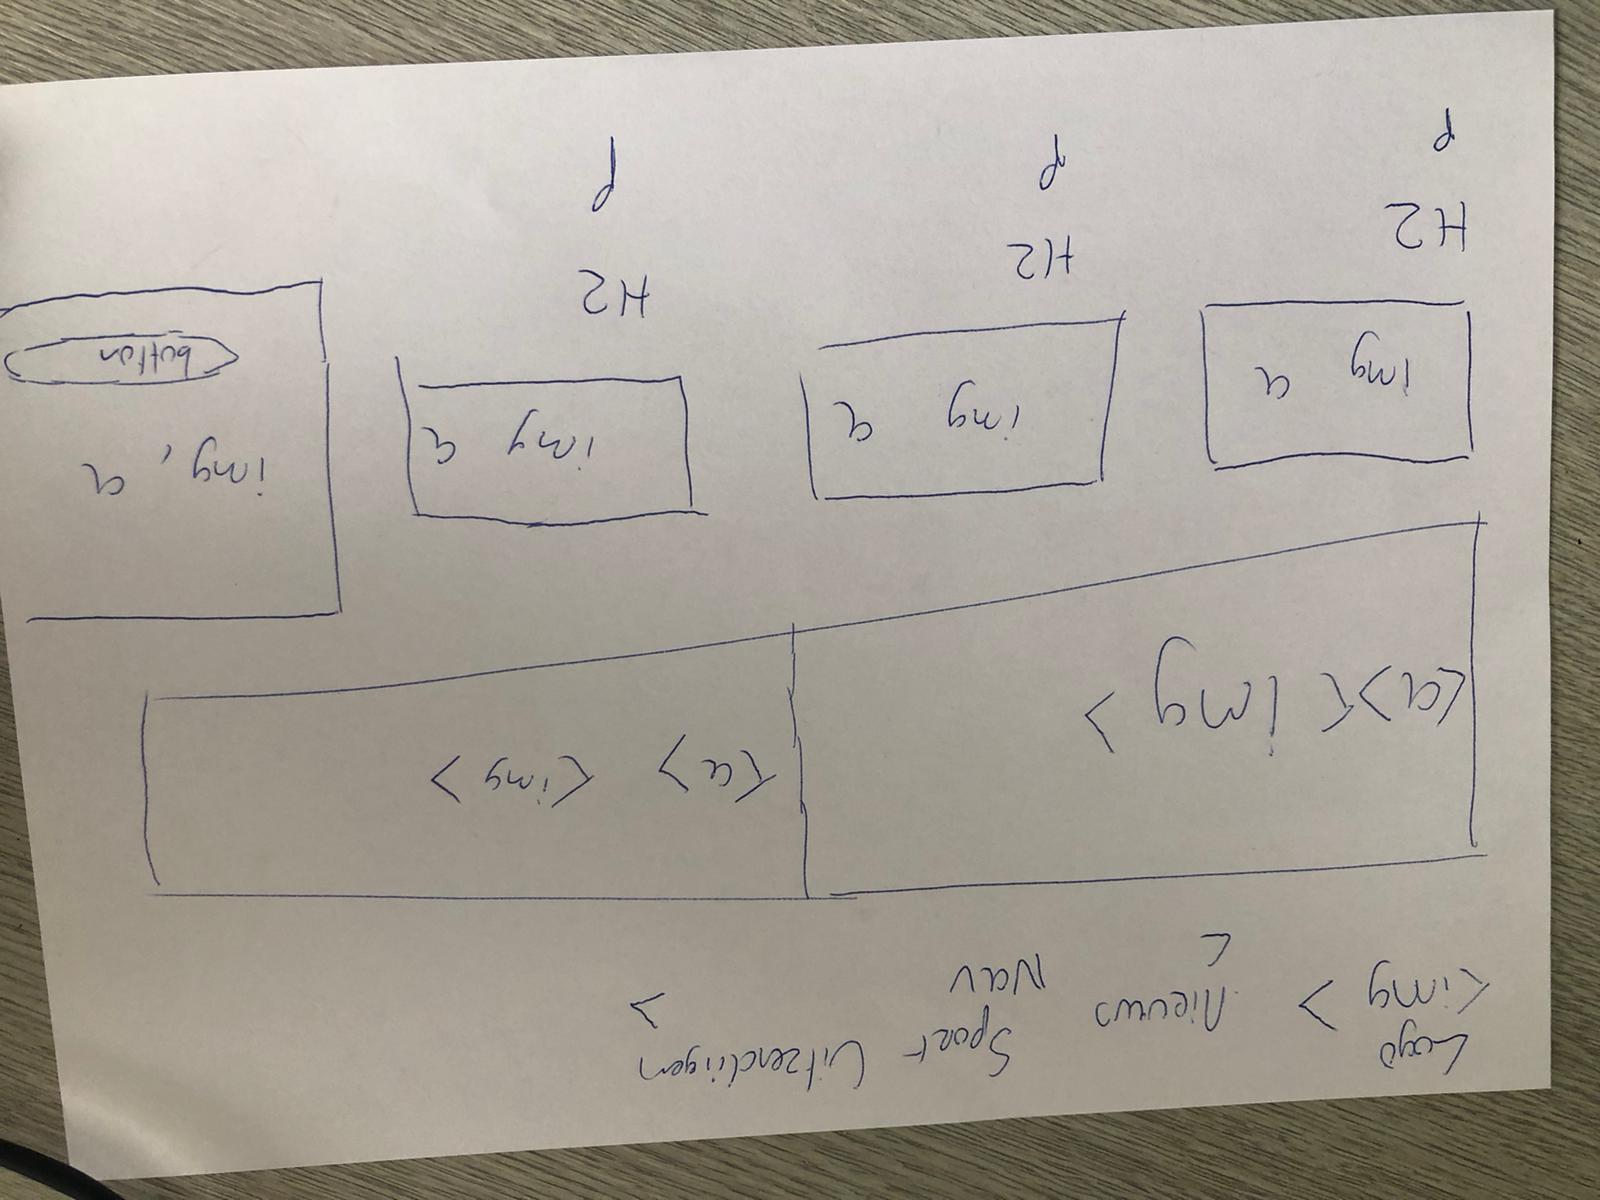 Logo
<img> Nieuws Sport Uitzendingen
< Nav >
<a><img> <a> <img>
img a img a img a img, a
button
H2 H2 H2
p p p